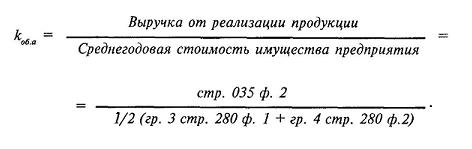 Выручка от реализации продукции
k об.а = =
Среднегодовая стоимость имущества предприятия
стр. 035 ф. 2
= .
1/2 (гр. 3 стр. 280 ф. 1 + гр. 4 стр. 280 ф.2)